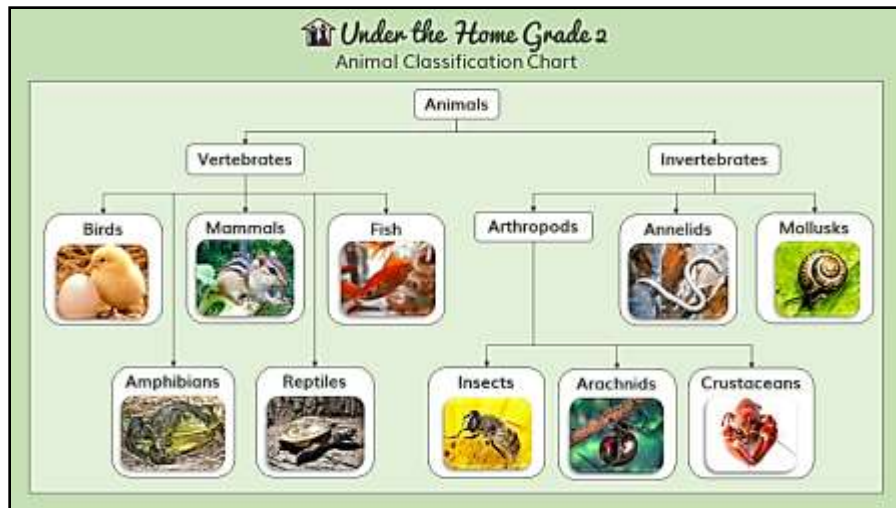 Under the Home Grade 2
Animal Classification Chart
Animals
Vertebrates
Invertebrates
Birds
Mammals
Fish
Arthropods
Annelids
Mollusks
Amphibians
Reptiles
Insects
Arachnids
Crustaceans